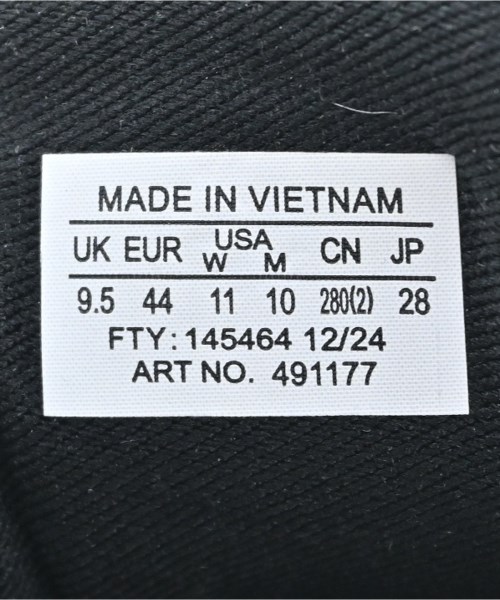 MADE IN VIETNAM
UK EUR USA W M CN JP
9.5 44 11 10 280(2) 28
FTY: 145464 12/24
ART NO. 491177